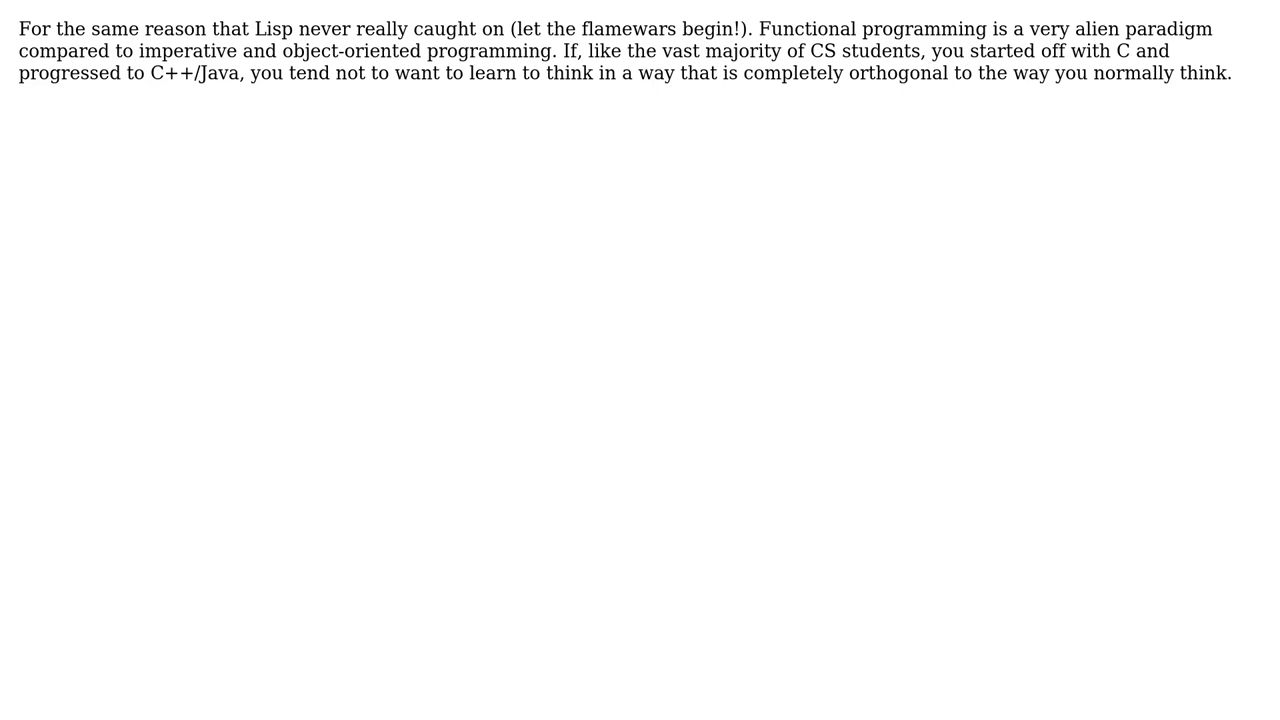 For the same reason that Lisp never really caught on (let the flamewars begin!). Functional programming is a very alien paradigm
compared to imperative and object-oriented programming. If, like the vast majority of CS students, you started off with C and
progressed to C++/Java, you tend not to want to learn to think in a way that is completely orthogonal to the way you normally think.